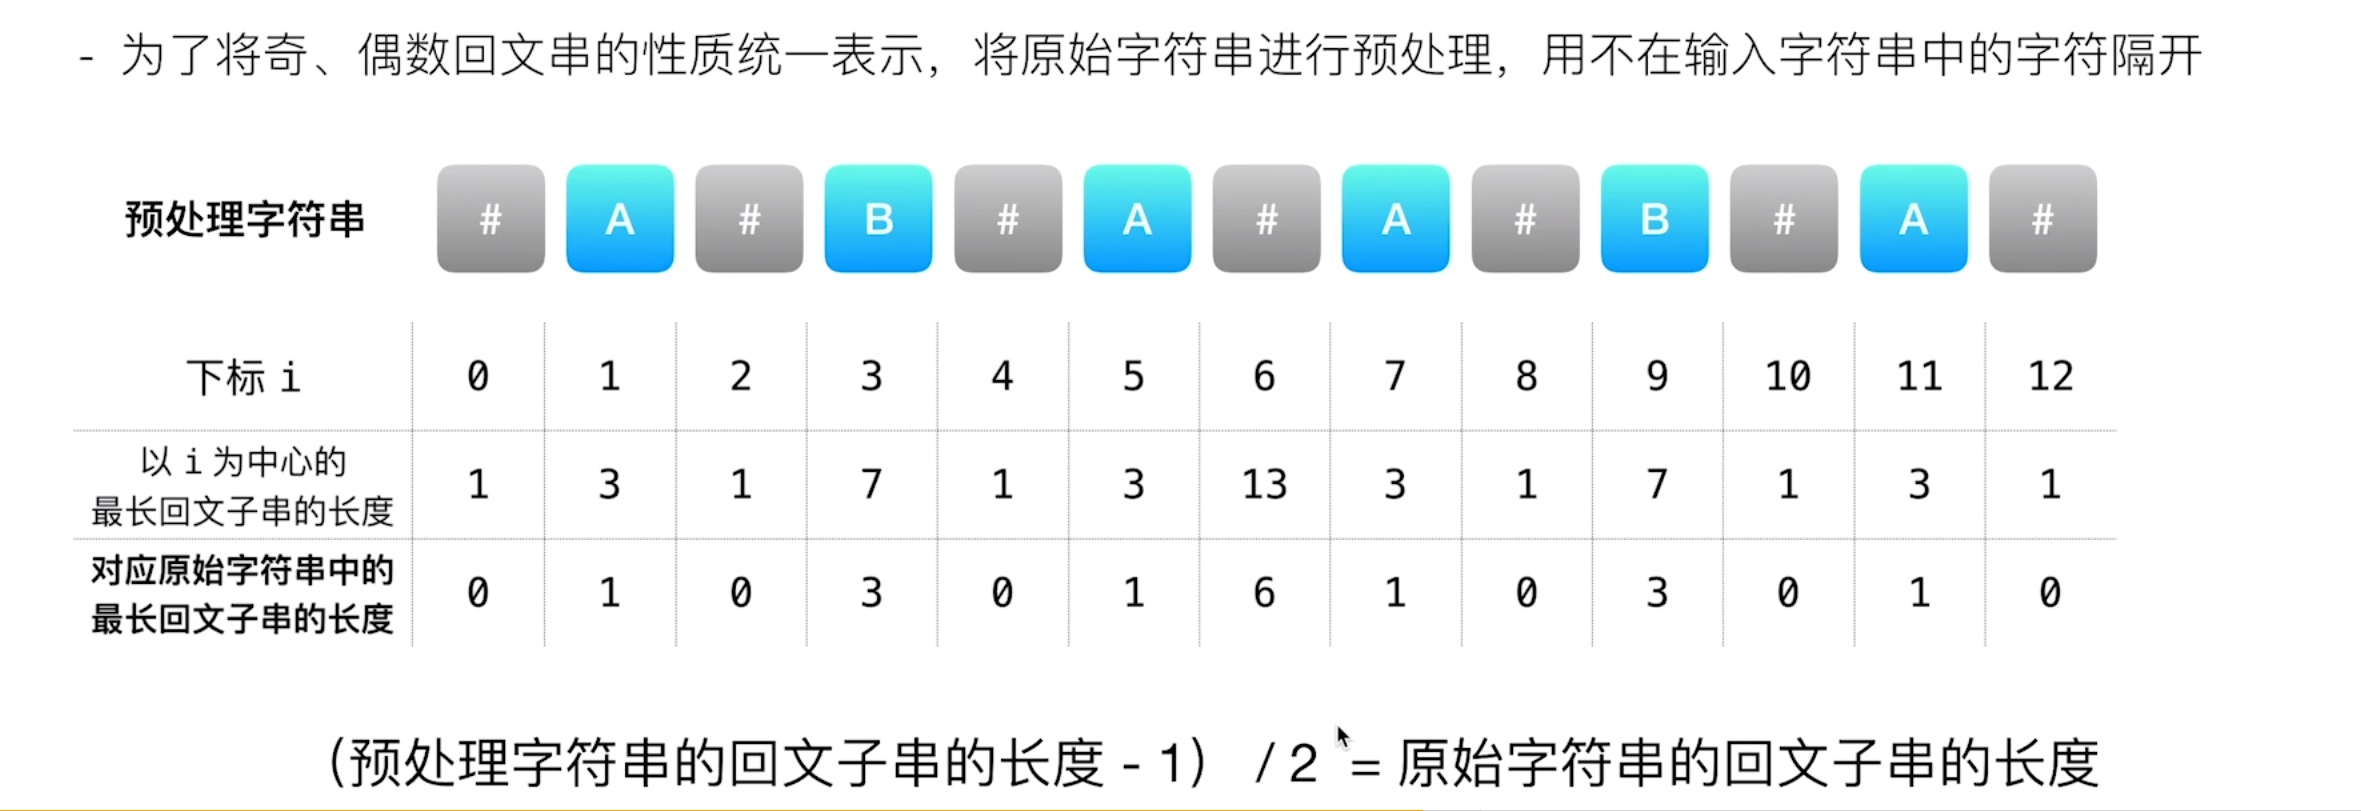 - 为了将奇、偶数回文串的性质统一表示，将原始字符串进行预处理，用不在输入字符串中的字符隔开
预处理字符串 # A # B # A # A # B # A #
下标 i 0 1 2 3 4 5 6 7 8 9 10 11 12
以 i 为中心的
最长回文子串的长度 1 3 1 7 1 3 13 3 1 7 1 3 1
对应原始字符串中的
最长回文子串的长度 0 1 0 3 0 1 6 1 0 3 0 1 0
（预处理字符串的回文子串的长度 - 1） / 2 = 原始字符串的回文子串的长度